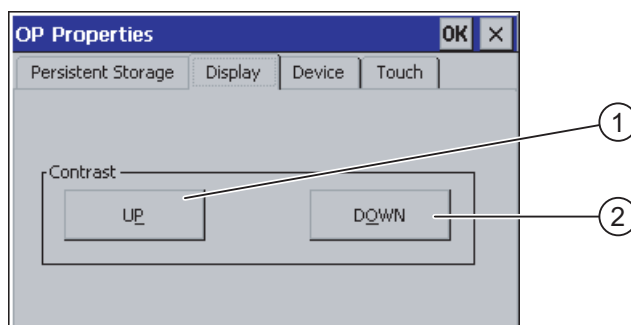 OP Properties OK ×
Persistent Storage Display Device Touch
1
Contrast
UP DOWN
2